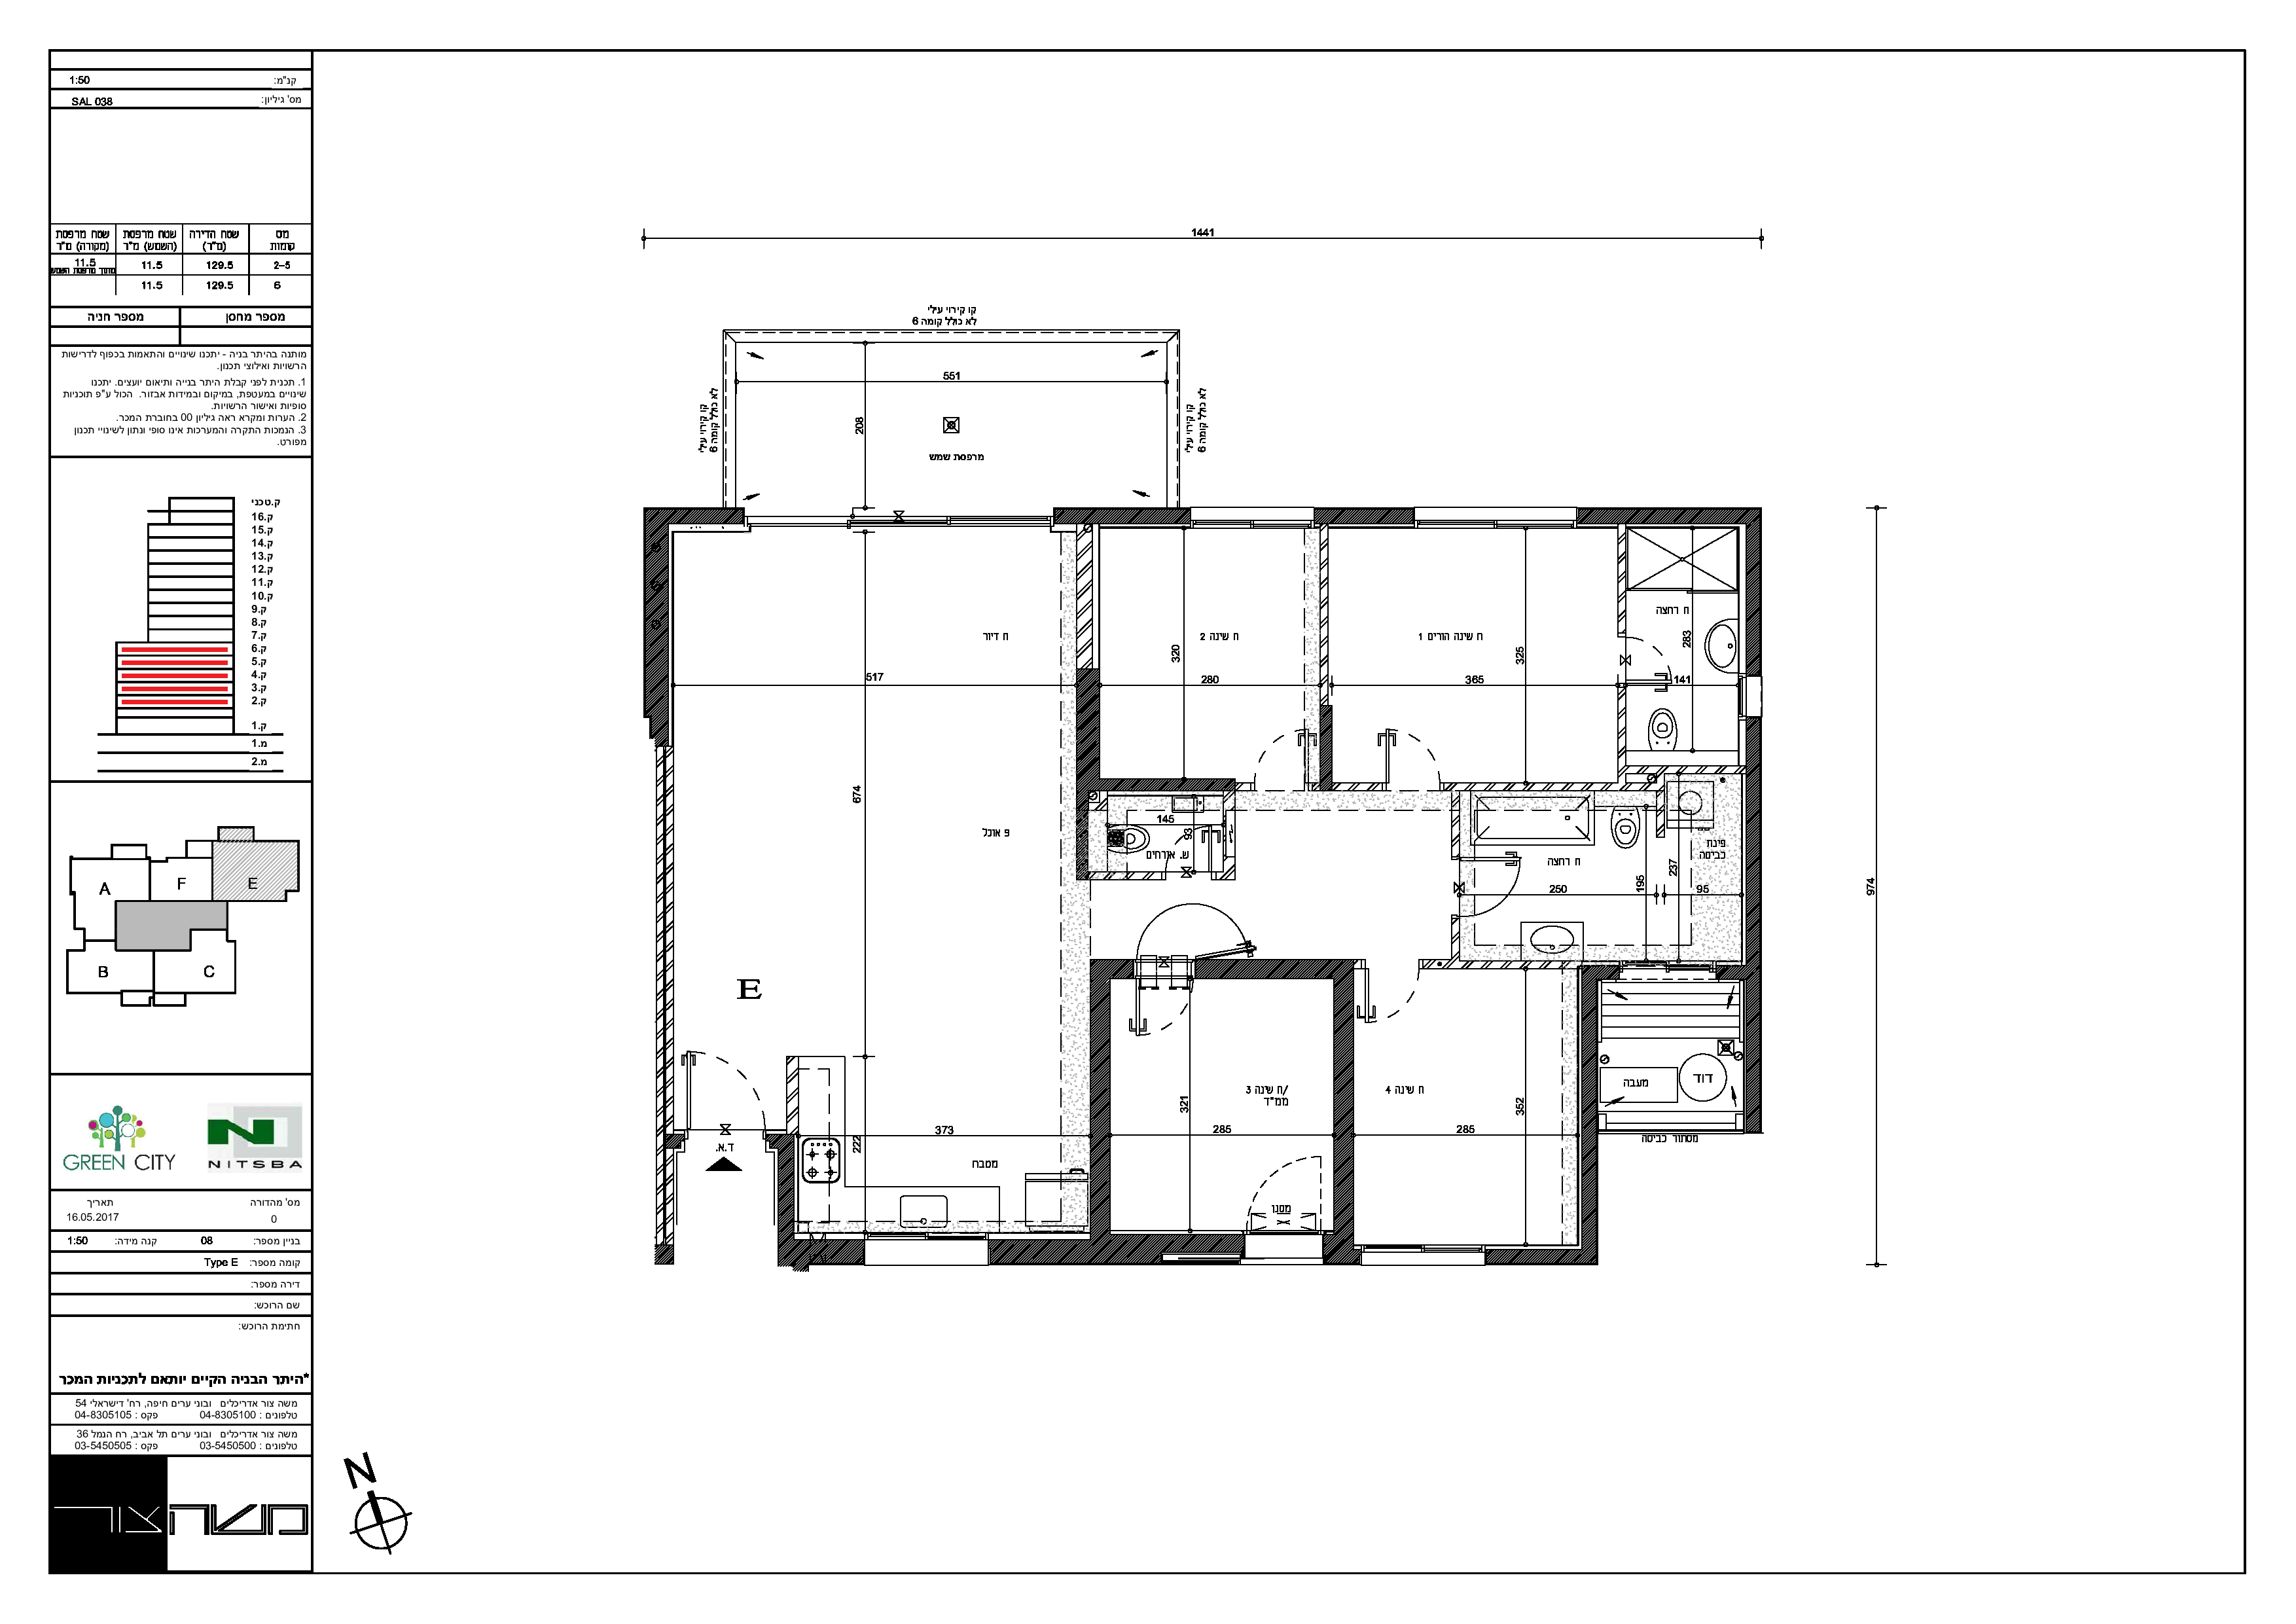 קנ"מ: 1:50
מס' גיליון: SAL 038
מס קומות
שטח הדירה (מ"ר)
שטח מרפסת (השמש) מ"ר
שטח מרפסת (מקורה) מ"ר
2-5 129.5 11.5 11.5
מתוך מרפסת השמש
6 129.5 11.5
מספר מחסן מספר חניה
מותנה בהיתר בניה - יתכנו שינויים והתאמות בכפוף לדרישות
הרשויות ואילוצי תכנון.
1. תכנית לפני קבלת היתר בנייה ותיאום יועצים. יתכנו
שינויים במעטפת, במיקום ובמידות אבזור. הכול ע"פ תוכניות
סופיות ואישור הרשויות.
2. הערות ומקרא ראה גיליון 00 בחוברת המכר.
3. הנמכות התקרה והמערכות אינו סופי ונתון לשינויי תכנון
מפורט.
ק.טכני
ק.16
ק.15
ק.14
ק.13
ק.12
ק.11
ק.10
ק.9
ק.8
ק.7
ק.6
ק.5
ק.4
ק.3
ק.2
ק.1
מ.1
מ.2
A F E
B C
GREEN CITY
NITSBA
מס' מהדורה תאריך
0 16.05.2017
בניין מספר: 08 קנה מידה: 1:50
קומה מספר: Type E
דירה מספר:
שם הרוכש:
חתימת הרוכש:
*היתר הבניה הקיים יותאם לתכניות המכר
משה צור אדריכלים ובוני ערים חיפה, רח' דישראלי 54
טלפונים : 04-8305100 פקס : 04-8305105
משה צור אדריכלים ובוני ערים תל אביב, רח הנמל 36
טלפונים : 03-5450500 פקס : 03-5450505
משה צור
N
1441
קו קירוי עילי
לא כולל קומה 6
551
קו קירוי עילי
לא כולל קומה 6
קו קירוי עילי
לא כולל קומה 6
208
מרפסת שמש
ח דיור
517
ח שינה 2
320
280
ח שינה הורים 1
325
365
ח רחצה
283
141
674
פ אוכל
145
93
ש. אורחים
ח רחצה
250
195
237
פינת
כביסה
95
974
E
ד.א.
373
222
מטבח
ח שינה 3/
ממ"ד
321
285
מסנן
ח שינה 4
352
285
מעבה
דוד
מסתור כביסה